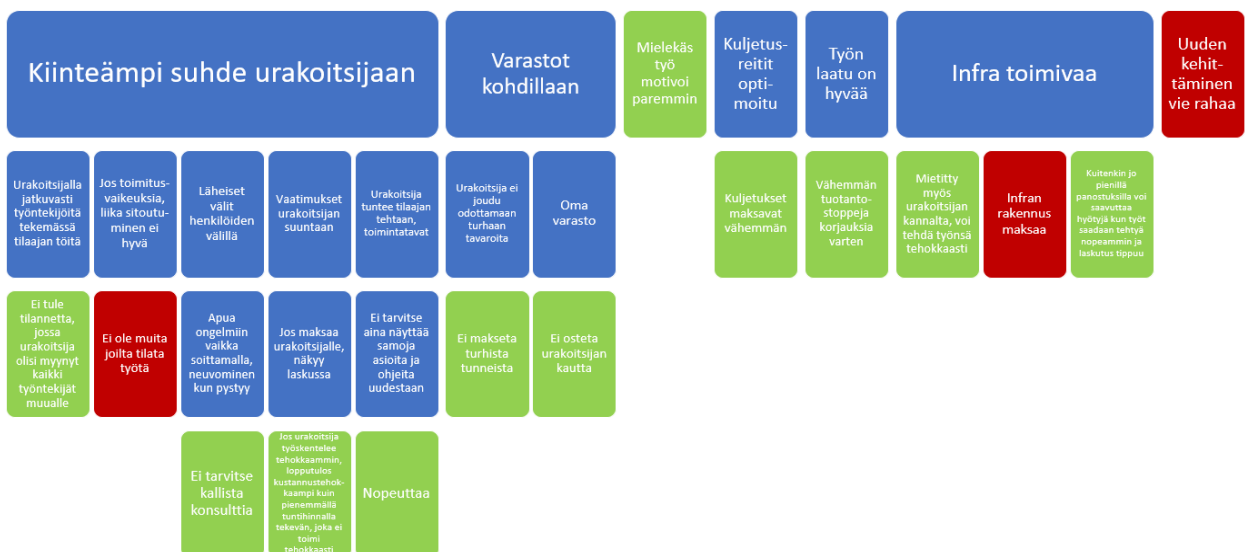 Kiinteämpi suhde urakoitsijaan
Varastot
kohdillaan
Mielekäs
työ
motivoi
paremmin
Kuljetus-
reitit
opti-
moitu
Työn
laatu on
hyvää
Infra toimivaa
Uuden
kehit-
täminen
vie rahaa
Urakoitsijalla
jatkuvasti
työntekijöitä
tekemässä
tilaajan töitä
Jos toimitus-
vaikeuksia,
liika sitoutu-
minen ei
hyvä
Läheiset
välit
henkilöiden
välillä
Vaatimukset
urakoitsijan
suuntaan
Urakoitsija
tuntee tilaajan
tehtaan,
toimintatavat
Urakoitsija ei
joudu
odottamaan
turhaan
tavaroita
Oma
varasto
Kuljetukset
maksavat
vähemmän
Vähemmän
tuotanto-
stoppeja
korjauksia
varten
Mietitty
myös
urakoitsijan
kannalta, voi
tehdä työnsä
tehokkaasti
Infran
rakennus
maksaa
Kuitenkin jo
pienillä
panostuksilla voi
saavuttaa
hyötyjä kun työt
saadaan tehtyä
nopeammin ja
laskutus tippuu
Ei tule
tilannetta,
jossa
urakoitsija
olisi myynyt
kaikki
työntekijät
muualle
Ei ole muita
joilta tilata
työtä
Apua
ongelmiin
vaikka
soittamalla,
neuvominen
kun pystyy
Jos maksaa
urakoitsijalle,
näkyy
laskussa
Ei tarvitse
aina näyttää
samoja
asioita ja
ohjeita
uudestaan
Ei makseta
turhista
tunneista
Ei osteta
urakoitsijan
kautta
Ei tarvitse
kallista
konsulttia
Jos urakoitsija
työskentelee
tehokkaammin,
lopputulos
kustannustehok-
kaampi kuin
pienemmällä
tuntihinnalla
tekevän, joka ei
toimi
tehokkaasti
Nopeuttaa